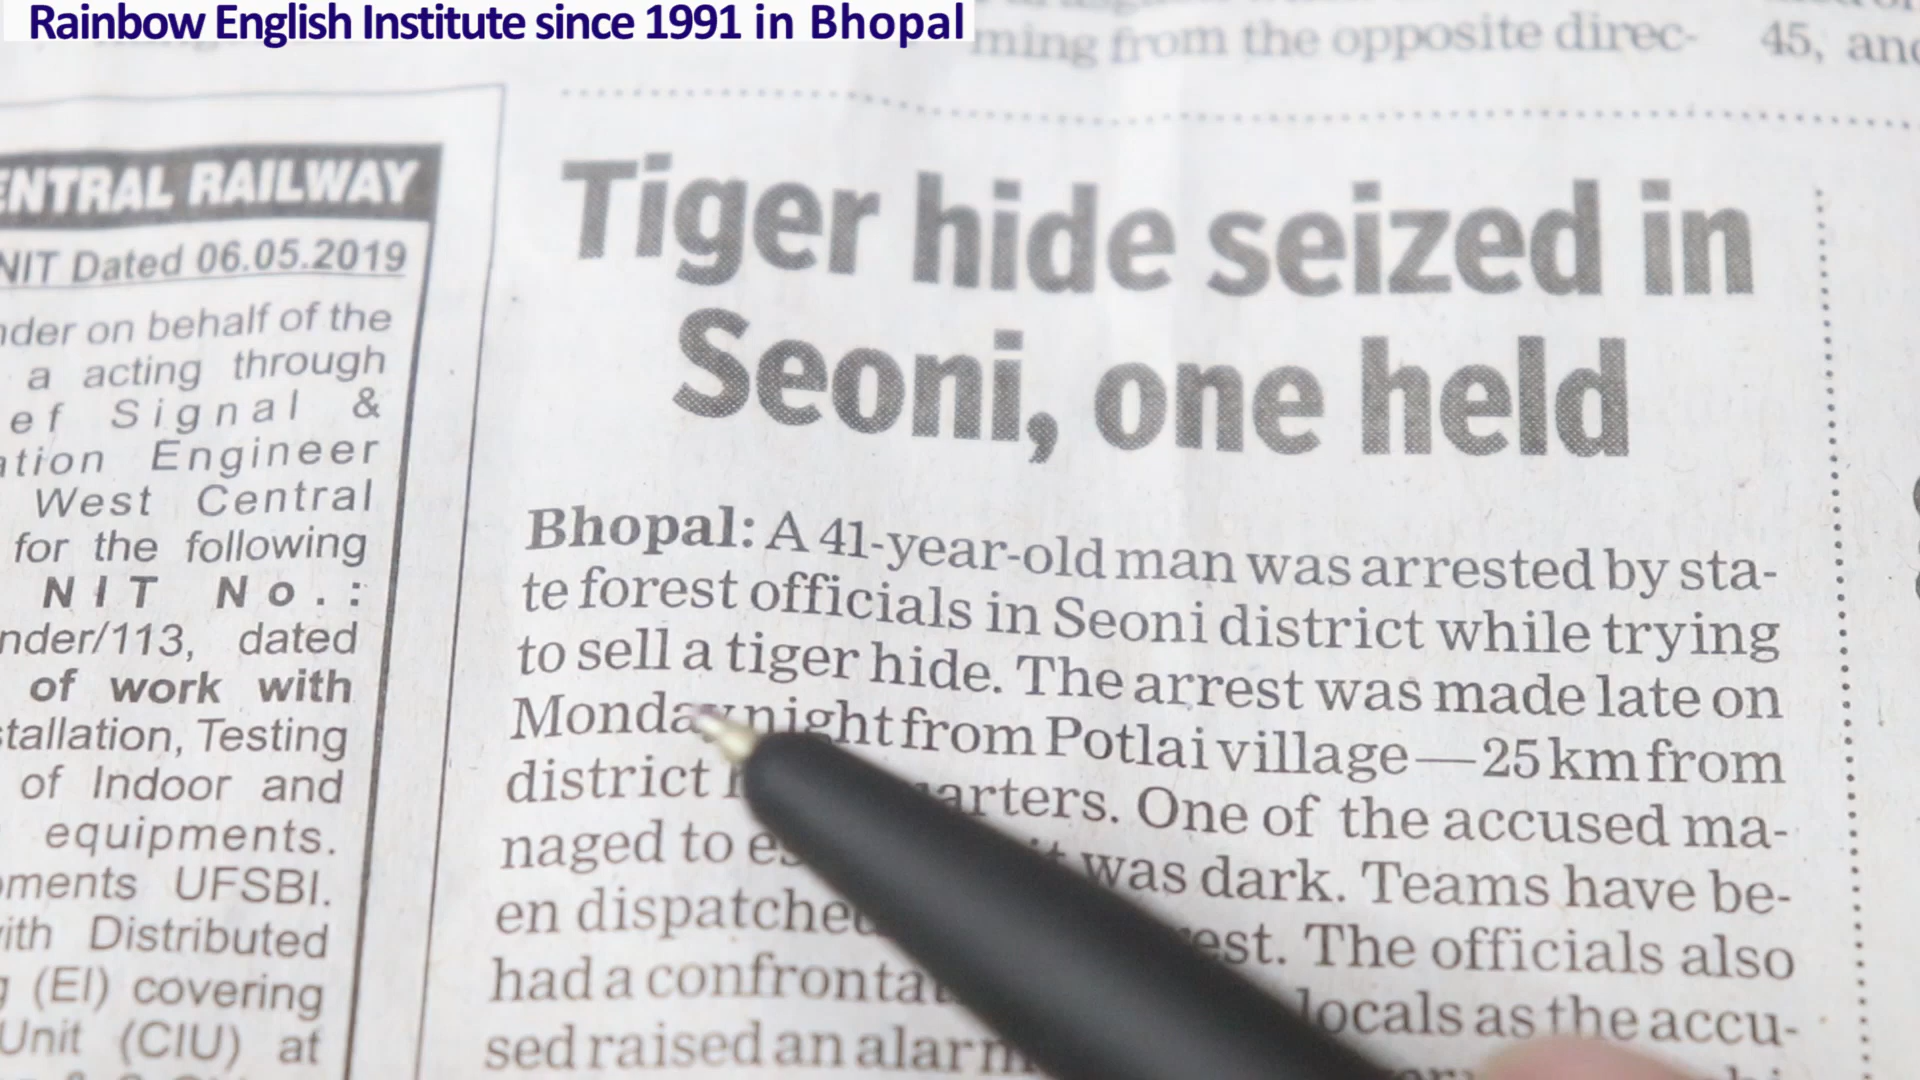 Rainbow English Institute since 1991 in Bhopal
ming from the opposite direc-
45, and
ENTRAL RAILWAY
NIT Dated 06.05.2019
nder on behalf of the
a acting through
ef Signal &
ation Engineer
West Central
for the following
NIT No.:
nder/113, dated
of work with
stallation, Testing
of Indoor and
equipments.
ments UFSBI.
with Distributed
(EI) covering
Unit (CIU) at
Tiger hide seized in
Seoni, one held
Bhopal: A 41-year-old man was arrested by sta-
te forest officials in Seoni district while trying
to sell a tiger hide. The arrest was made late on
Monday night from Potlai village—25 km from
district arters. One of the accused ma-
naged to it was dark. Teams have be-
en dispatched est. The officials also
had a confronta locals as the accu-
sed raised an alarm